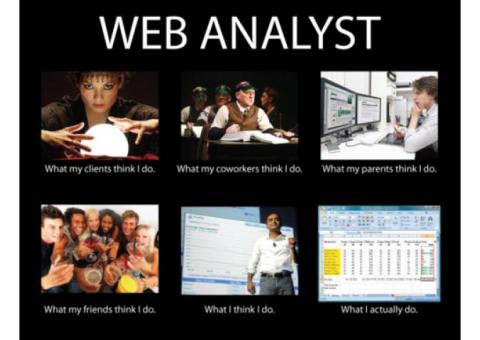 WEB ANALYST
What my clients think I do.
What my coworkers think I do.
What my parents think I do.
What my friends think I do.
What I think I do.
What I actually do.